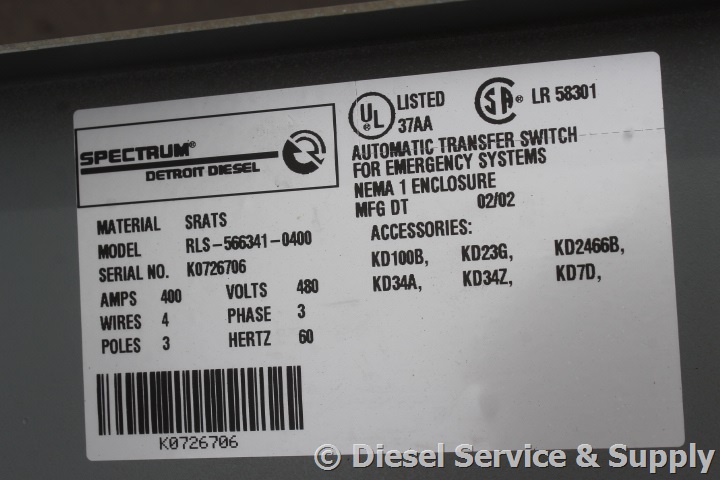 SPECTRUM®
DETROIT DIESEL
UL® LISTED
37AA
SA® LR 58301
AUTOMATIC TRANSFER SWITCH
FOR EMERGENCY SYSTEMS
NEMA 1 ENCLOSURE
MFG DT 02/02
MATERIAL SRATS
MODEL RLS-566341-0400
SERIAL NO. K0726706
AMPS 400 VOLTS 480
WIRES 4 PHASE 3
POLES 3 HERTZ 60
ACCESSORIES:
KD100B, KD23G, KD2466B,
KD34A, KD34Z, KD7D,
K0726706
© Diesel Service & Supply